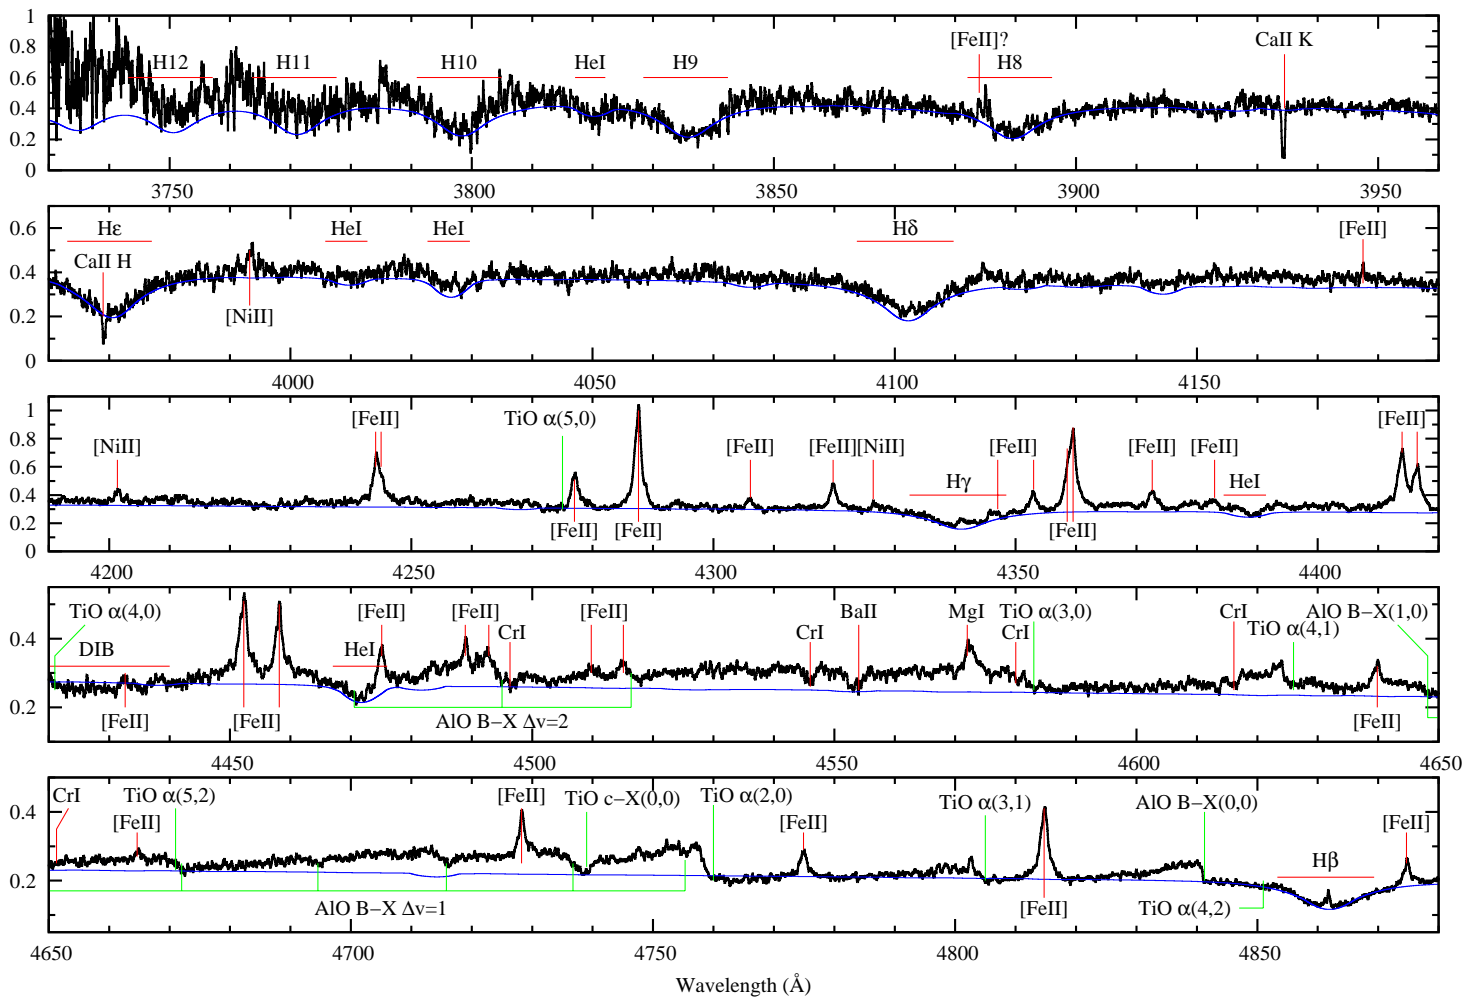 1
0.8
0.6
0.4
0.2
0
H12
H11
H10
HeI
H9
[FeII]?
H8
CaII K
3750
3800
3850
3900
3950
0.6
0.4
0.2
0
Hε
CaII H
[NiII]
HeI
HeI
Hδ
[FeII]
4000
4050
4100
4150
1
0.8
0.6
0.4
0.2
0
[NiII]
[FeII]
TiO α(5,0)
[FeII]
[FeII]
[FeII]
[FeII]
[NiII]
Hγ
[FeII]
[FeII]
[FeII]
[FeII]
HeI
[FeII]
4200
4250
4300
4350
4400
0.4
0.2
TiO α(4,0)
DIB
[FeII]
[FeII]
HeI
[FeII]
[FeII]
CrI
[FeII]
AlO B−X Δv=2
CrI
BaII
MgI
CrI
TiO α(3,0)
CrI
TiO α(4,1)
AlO B−X(1,0)
[FeII]
4450
4500
4550
4600
4650
0.4
0.2
CrI
[FeII]
TiO α(5,2)
AlO B−X Δv=1
[FeII]
TiO c−X(0,0)
TiO α(2,0)
[FeII]
TiO α(3,1)
[FeII]
AlO B−X(0,0)
TiO α(4,2)
Hβ
[FeII]
4650
4700
4750
4800
4850
Wavelength (Å)